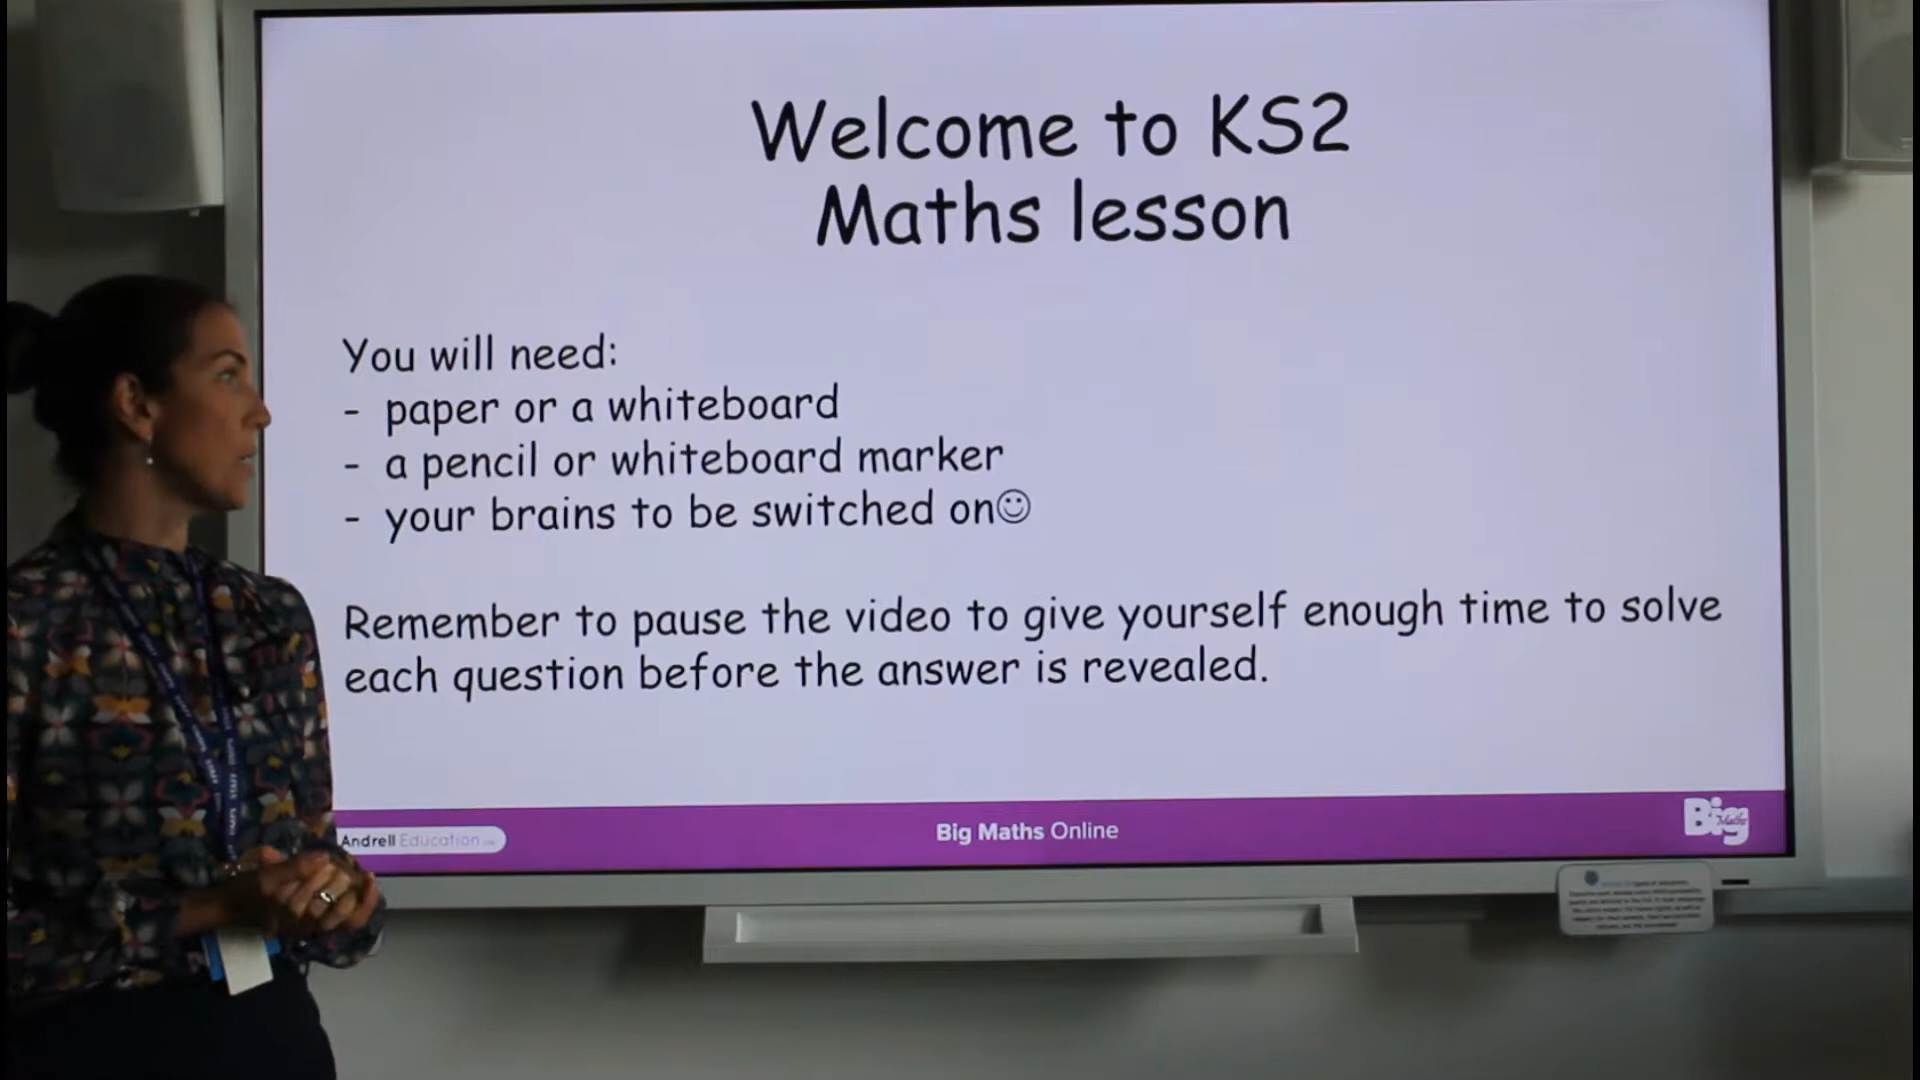 Welcome to KS2
Maths lesson
You will need:
- paper or a whiteboard
- a pencil or whiteboard marker
- your brains to be switched on☺
Remember to pause the video to give yourself enough time to solve
each question before the answer is revealed.
Andrell Education
Big Maths Online
Big
Maths